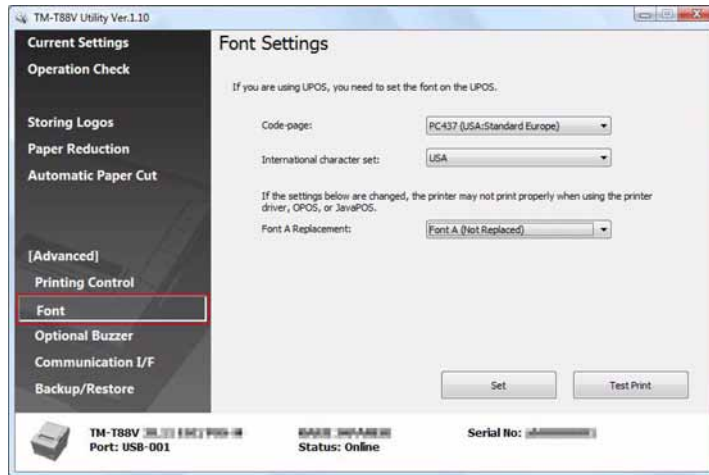 TM-T88V Utility Ver.1.10
Current Settings
Operation Check
Storing Logos
Paper Reduction
Automatic Paper Cut
[Advanced]
Printing Control
Font
Optional Buzzer
Communication I/F
Backup/Restore
Font Settings
If you are using UPOS, you need to set the font on the UPOS.
Code-page: PC437 (USA:Standard Europe)
International character set: USA
If the settings below are changed, the printer may not print properly when using the printer
driver, OPOS, or JavaPOS.
Font A Replacement: Font A (Not Replaced)
Set Test Print
TM-T88V Serial No:
Port: USB-001 Status: Online